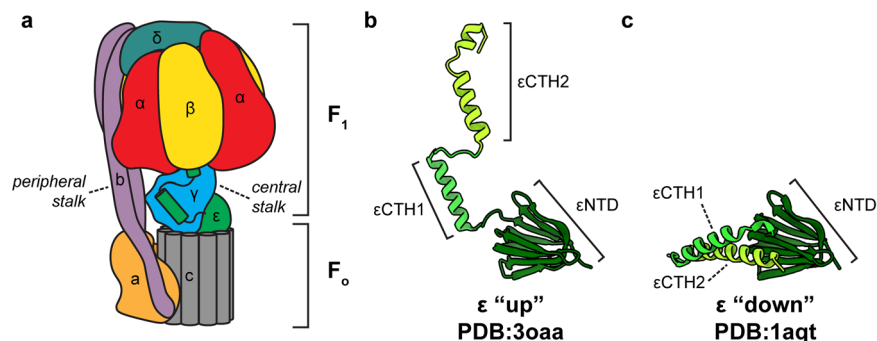 a
δ
α
β
α
F1
peripheral
stalk
b
γ
central
stalk
ε
a
c
Fo
b
εCTH2
εCTH1
εNTD
ε “up”
PDB:3oaa
c
εCTH1
εNTD
εCTH2
ε “down”
PDB:1aqt